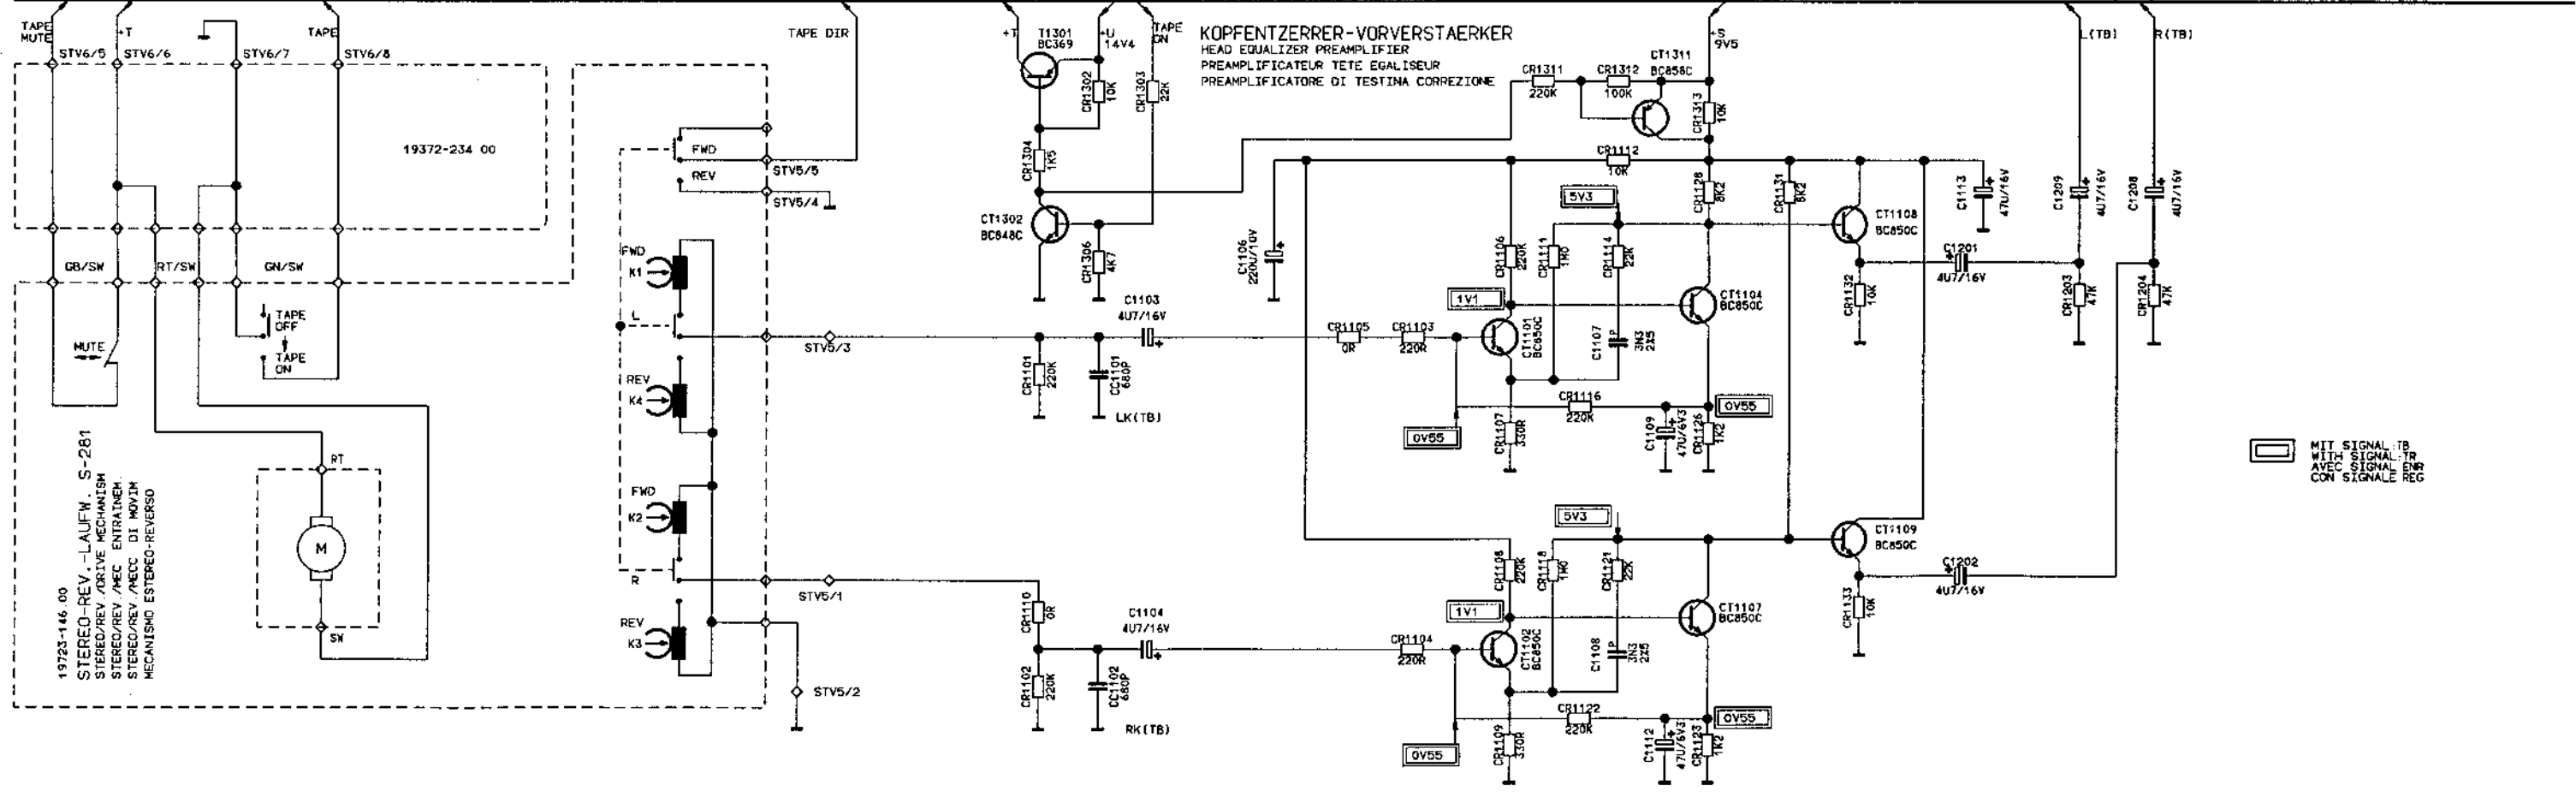 TAPE
MUTE
+T
TAPE
TAPE DIR
STV6/5
STV6/6
STV6/7
STV6/8
19372-234 00
GB/SW
RT/SW
GN/SW
MUTE
TAPE
OFF
TAPE
ON
19723-146.00
STEREO-REV.-LAUFW. S-281
STEREO/REV./DRIVE MECHANISM
STEREO/REV./MEC ENTRAINEM.
STEREO/REV./MECC DI MOVIM
MECANISMO ESTEREO-REVERSO
RT
M
SW
FWD
REV
STV5/5
STV5/4
FWD
K1
L
STV5/3
REV
K4
FWD
K2
R
STV5/1
REV
K3
STV5/2
+T
T1301
BC369
+U
14V4
TAPE
ON
CR1302
10K
CR1303
22K
CR1304
1K5
CT1302
BC848C
CR1306
4K7
KOPFENTZERRER-VORVERSTAERKER
HEAD EQUALIZER PREAMPLIFIER
PREAMPLIFICATEUR TETE EGALISEUR
PREAMPLIFICATORE DI TESTINA CORREZIONE
CR1311
220K
CR1312
100K
CT1311
BC858C
+S
9V5
CR1313
10K
CR1112
10K
C1106
220U/10V
CR1101
220K
CC1101
680P
LK(TB)
C1103
4U7/16V
CR1105
0R
CR1103
220R
CR1106
220K
1V1
CT1101
BC850C
CR1111
1M0
CR1114
22K
5V3
C1107
3N3
2X5
CR1128
8K2
CR1131
8K2
CT1104
BC850C
CR1116
220K
0V55
CR1107
330R
C1109
47U/6V3
CR1126
1K2
0V55
CT1108
BC850C
CR1132
10K
C1201
4U7/16V
C1113
47U/16V
L(TB)
R(TB)
C1209
4U7/16V
C1208
4U7/16V
CR1203
47K
CR1204
47K
CR1110
0R
CR1102
220K
CC1102
680P
RK(TB)
C1104
4U7/16V
CR1104
220R
CR1108
220K
1V1
CT1102
BC850C
CR1118
1M0
CR1121
22K
5V3
C1108
3N3
2X5
CT1107
BC850C
CR1122
220K
0V55
CR1109
330R
C1112
47U/6V3
CR1123
1K2
0V55
CT1109
BC850C
CR1133
10K
C1202
4U7/16V
MIT SIGNAL:TB
WITH SIGNAL:TR
AVEC SIGNAL ENR
CON SIGNALE REG